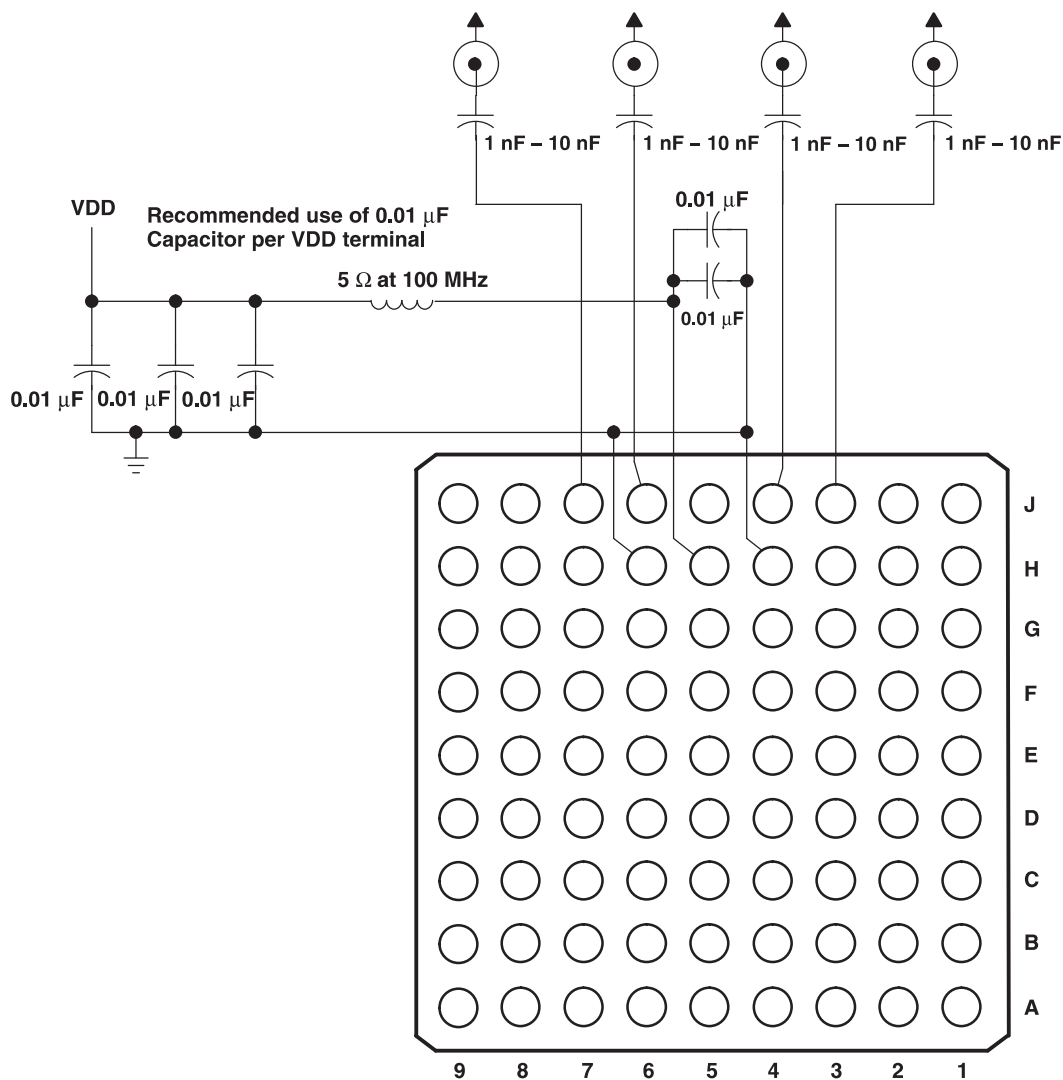 1 nF – 10 nF
1 nF – 10 nF
1 nF – 10 nF
1 nF – 10 nF
VDD
Recommended use of 0.01 μF
Capacitor per VDD terminal
0.01 μF
5 Ω at 100 MHz
0.01 μF
0.01 μF
0.01 μF
0.01 μF
J
H
G
F
E
D
C
B
A
9 8 7 6 5 4 3 2 1